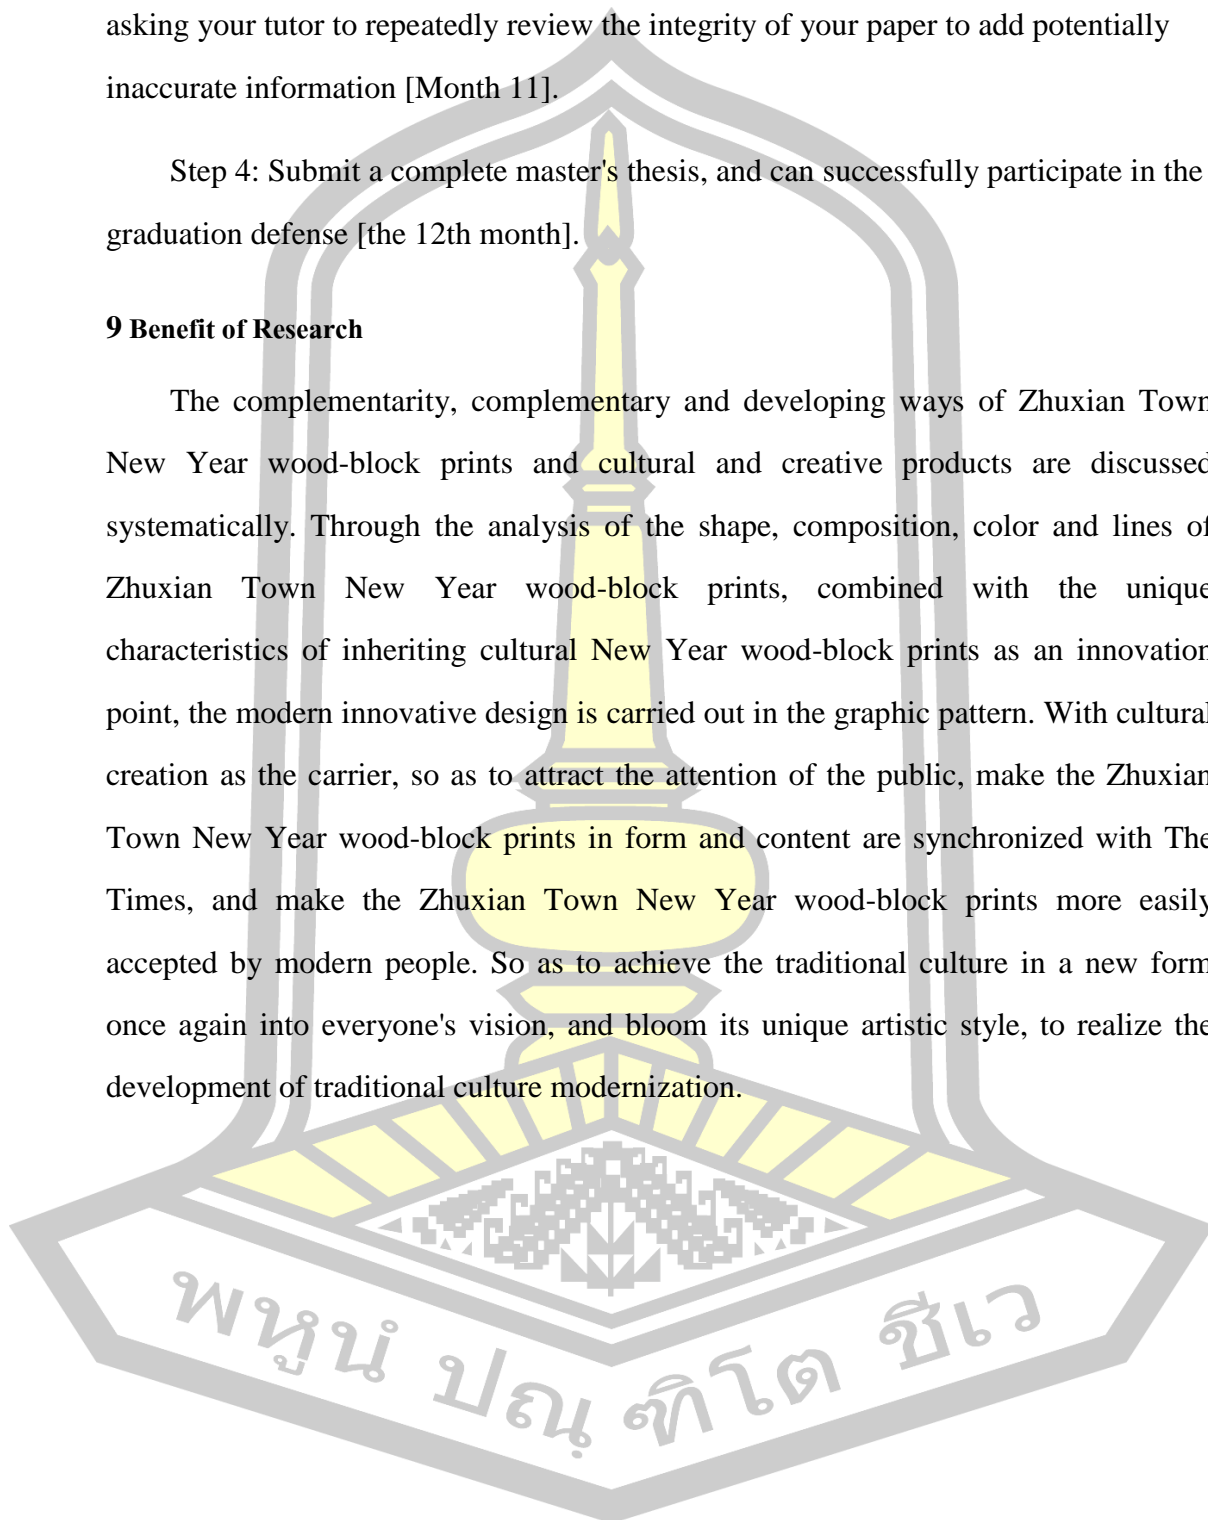 asking your tutor to repeatedly review the integrity of your paper to add potentially
inaccurate information [Month 11].
Step 4: Submit a complete master's thesis, and can successfully participate in the
graduation defense [the 12th month].
9 Benefit of Research
The complementarity, complementary and developing ways of Zhuxian Town
New Year wood-block prints and cultural and creative products are discussed
systematically. Through the analysis of the shape, composition, color and lines of
Zhuxian Town New Year wood-block prints, combined with the unique
characteristics of inheriting cultural New Year wood-block prints as an innovation
point, the modern innovative design is carried out in the graphic pattern. With cultural
creation as the carrier, so as to attract the attention of the public, make the Zhuxian
Town New Year wood-block prints in form and content are synchronized with The
Times, and make the Zhuxian Town New Year wood-block prints more easily
accepted by modern people. So as to achieve the traditional culture in a new form
once again into everyone's vision, and bloom its unique artistic style, to realize the
development of traditional culture modernization.
พหูนํ ปณฺ ฑิโต ชีเว